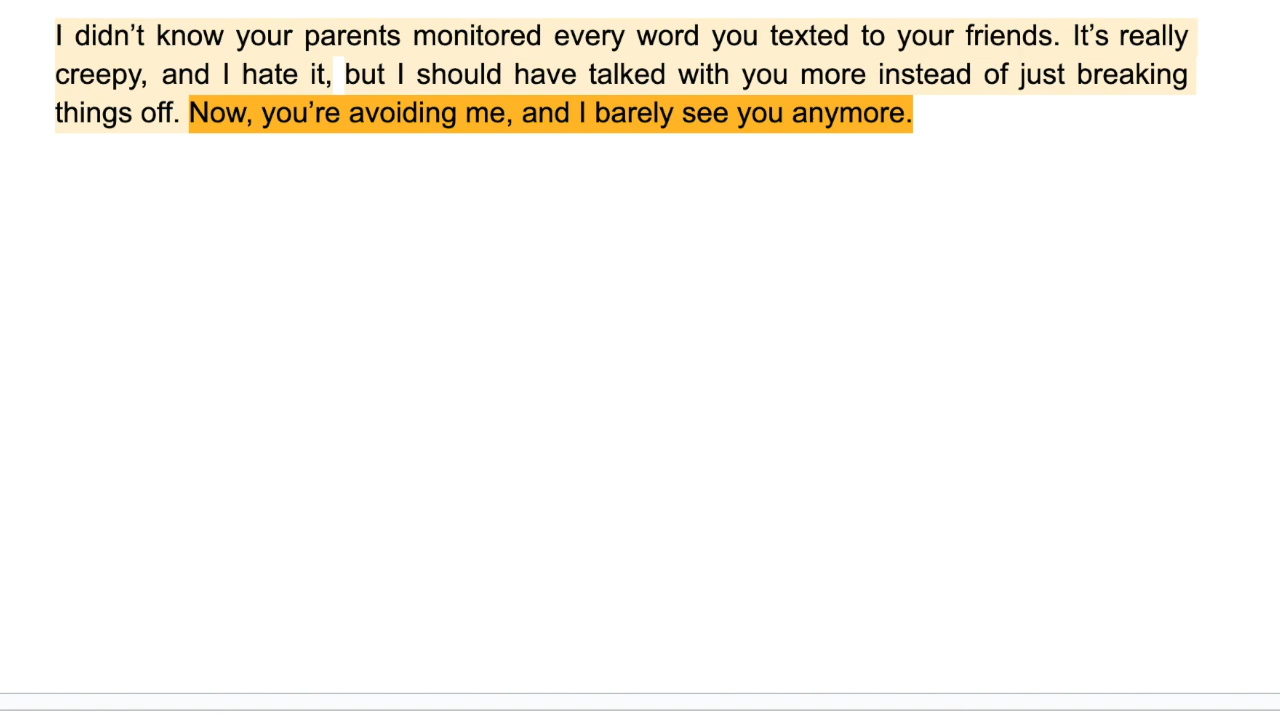 I didn’t know your parents monitored every word you texted to your friends. It’s really
creepy, and I hate it, but I should have talked with you more instead of just breaking
things off. Now, you’re avoiding me, and I barely see you anymore.